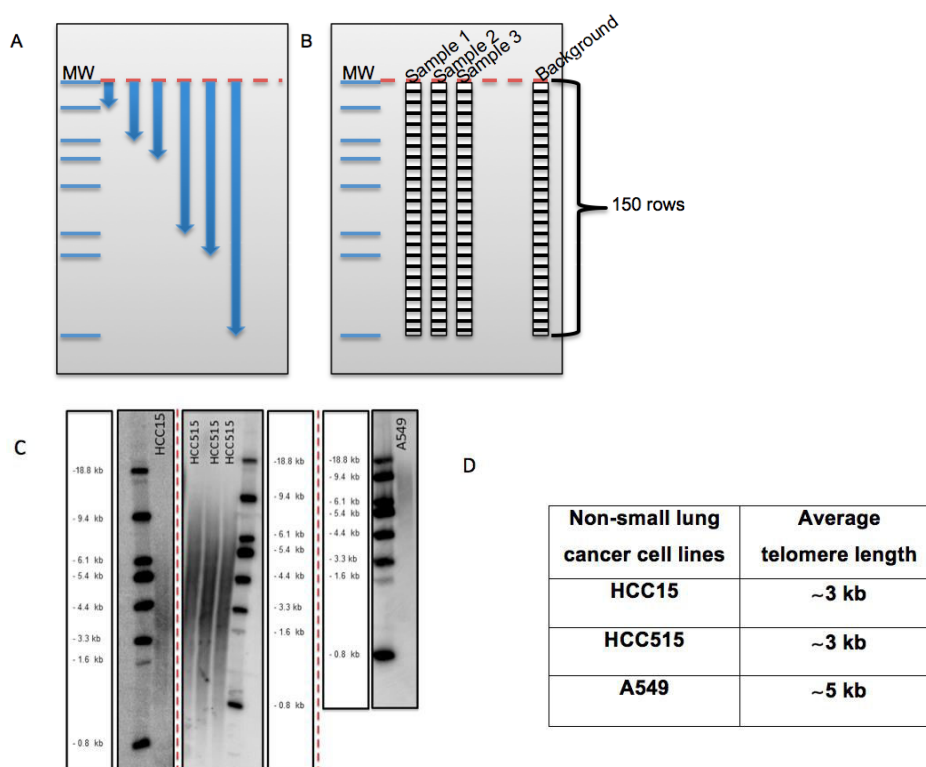 A
B
MW
MW
Sample 1
Sample 2
Sample 3
Background
150 rows
C
HCC15
-18.8 kb
- 9.4 kb
- 6.1 kb
- 5.4 kb
- 4.4 kb
- 3.3 kb
- 1.6 kb
- 0.8 kb
HCC515
HCC515
HCC515
-18.8 kb
- 9.4 kb
- 6.1 kb
- 5.4 kb
- 4.4 kb
- 3.3 kb
- 1.6 kb
- 0.8 kb
-18.8 kb
- 9.4 kb
- 6.1 kb
- 5.4 kb
- 4.4 kb
- 3.3 kb
- 1.6 kb
- 0.8 kb
A549
D
Non-small lung
cancer cell lines
Average
telomere length
HCC15
~3 kb
HCC515
~3 kb
A549
~5 kb